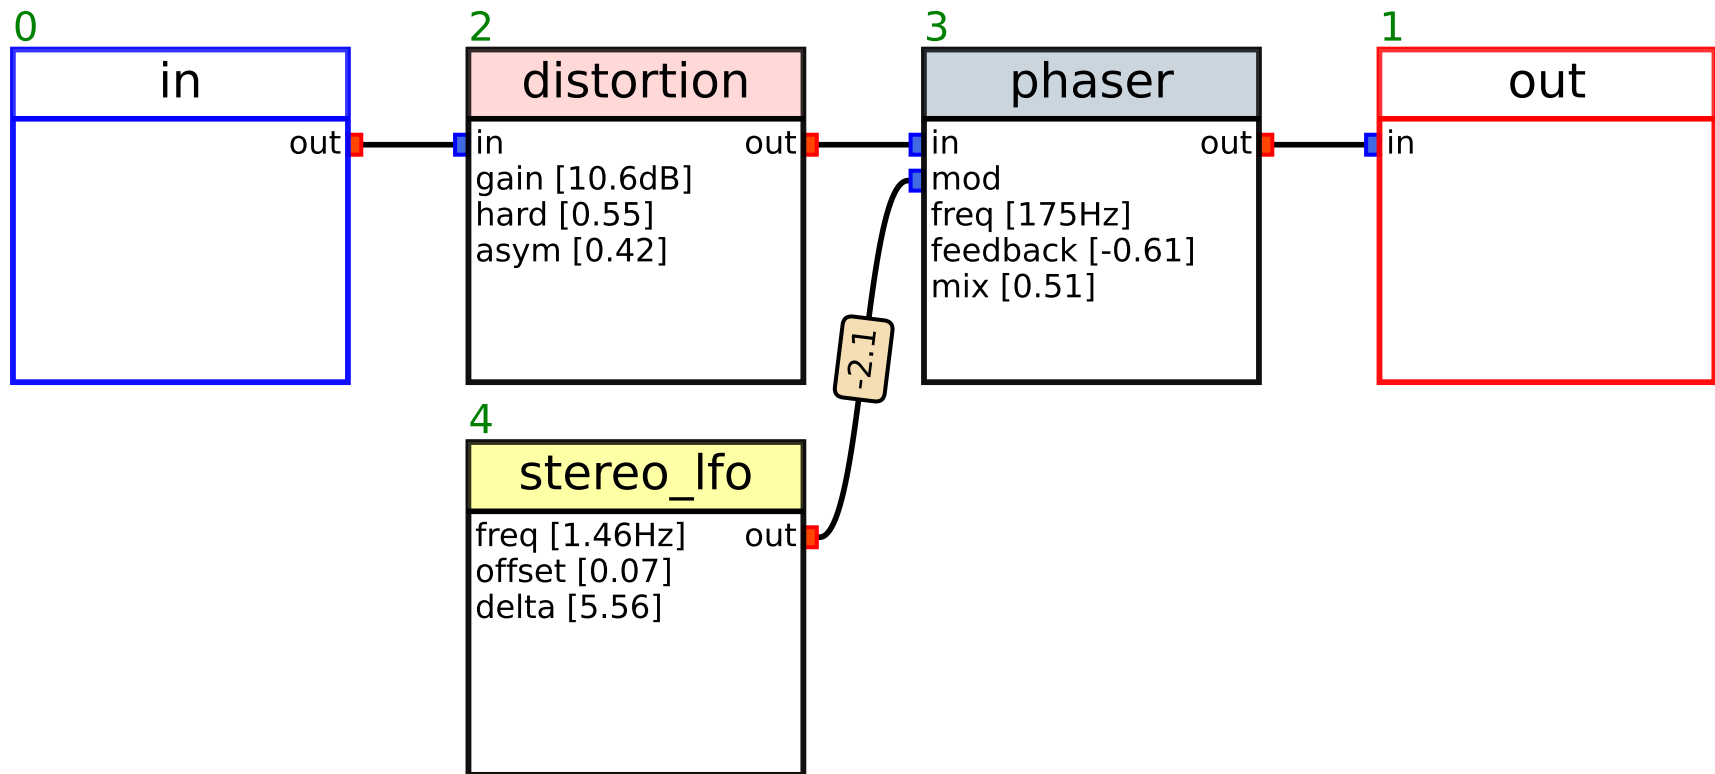 0
in
out
2
distortion
in out
gain [10.6dB]
hard [0.55]
asym [0.42]
3
phaser
in out
mod
freq [175Hz]
feedback [-0.61]
mix [0.51]
1
out
in
-2.1
4
stereo_lfo
freq [1.46Hz] out
offset [0.07]
delta [5.56]